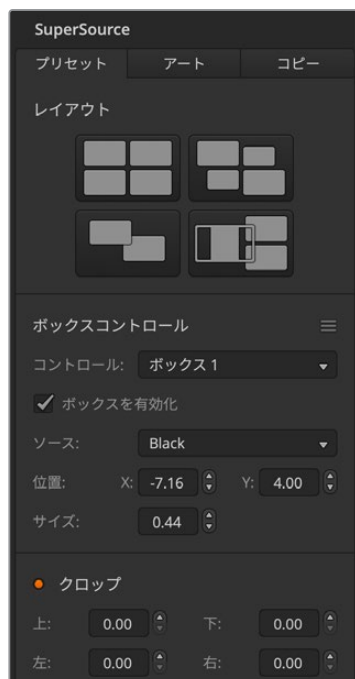 SuperSource
プリセット アート コピー
レイアウト
ボックスコントロール
コントロール: ボックス 1
ボックスを有効化
ソース: Black
位置: X: -7.16 Y: 4.00
サイズ: 0.44
クロップ
上: 0.00 下: 0.00
左: 0.00 右: 0.00